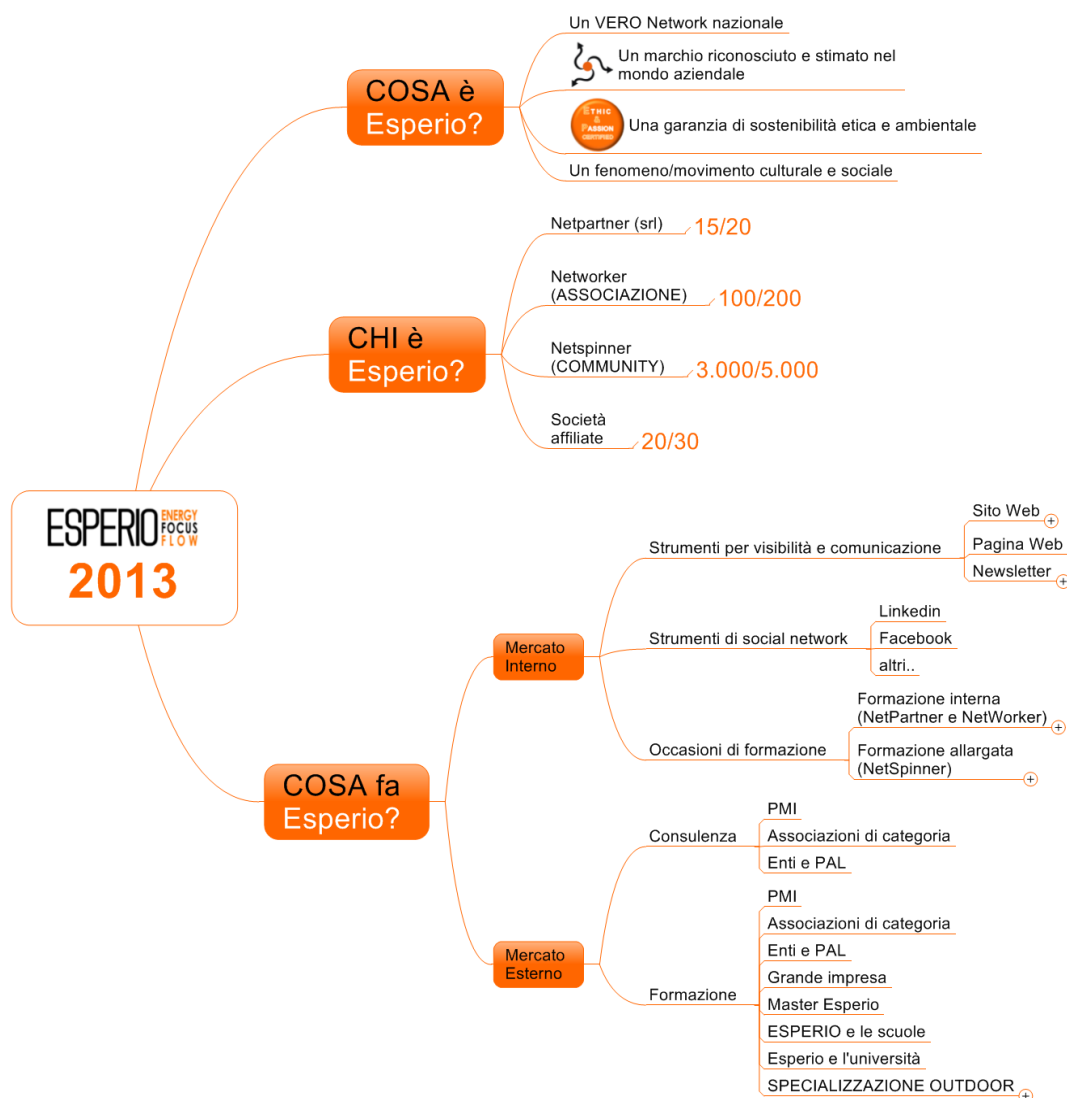 Un VERO Network nazionale
Un marchio riconosciuto e stimato nel
mondo aziendale
COSA è
Esperio?
ETHIC
&
PASSION
CERTIFIED
Una garanzia di sostenibilità etica e ambientale
Un fenomeno/movimento culturale e sociale
Netpartner (srl)
15/20
Networker
(ASSOCIAZIONE)
100/200
CHI è
Esperio?
Netspinner
(COMMUNITY)
3.000/5.000
Società
affiliate
20/30
ESPERIO
ENERGY
FOCUS
FLOW
2013
COSA fa
Esperio?
Mercato
Interno
Strumenti per visibilità e comunicazione
Sito Web
Pagina Web
Newsletter
Strumenti di social network
Linkedin
Facebook
altri..
Occasioni di formazione
Formazione interna
(NetPartner e NetWorker)
Formazione allargata
(NetSpinner)
Mercato
Esterno
Consulenza
PMI
Associazioni di categoria
Enti e PAL
Formazione
PMI
Associazioni di categoria
Enti e PAL
Grande impresa
Master Esperio
ESPERIO e le scuole
Esperio e l'università
SPECIALIZZAZIONE OUTDOOR